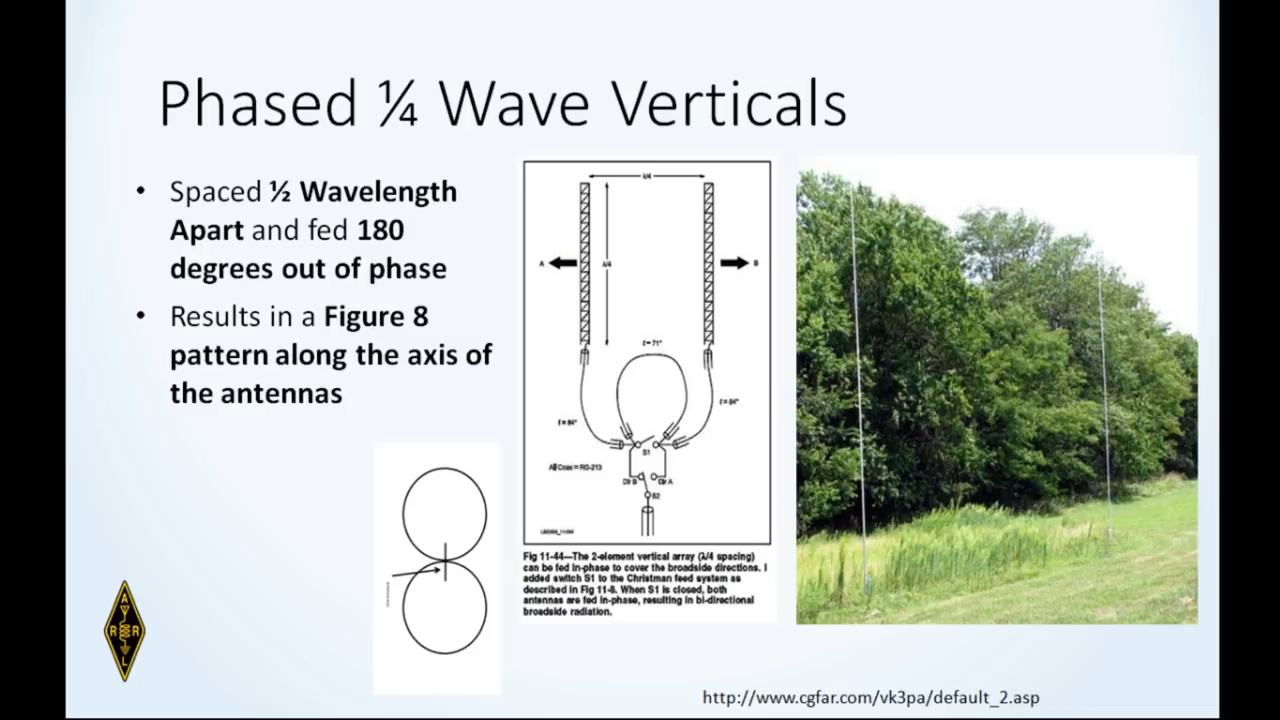 Phased ¼ Wave Verticals
• Spaced ½ Wavelength
Apart and fed 180
degrees out of phase
• Results in a Figure 8
pattern along the axis of
the antennas
λ/4
A
λ/4
B
ℓ = 71°
ℓ = 84°
ℓ = 84°
S1
All Coax = RG-213
Dir B
Dir A
S2
Fig 11-44—The 2-element vertical array (λ/4 spacing)
can be fed in-phase to cover the broadside directions. I
added switch S1 to the Christman feed system as
described in Fig 11-8. When S1 is closed, both
antennas are fed in-phase, resulting in bi-directional
broadside radiation.
A
R R
L
http://www.cgfar.com/vk3pa/default_2.asp